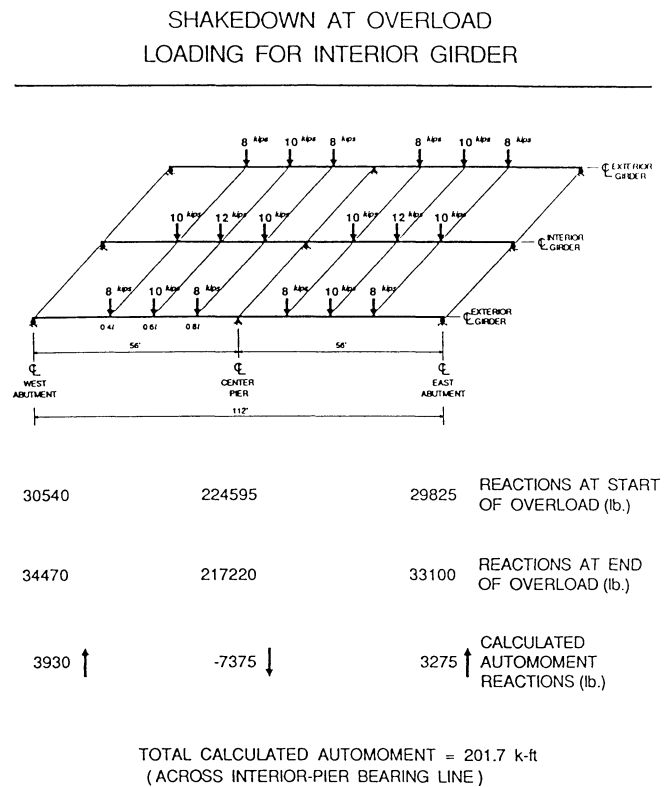 SHAKEDOWN AT OVERLOAD
LOADING FOR INTERIOR GIRDER
8 kips 10 kips 8 kips 8 kips 10 kips 8 kips
℄ EXTERIOR
GIRDER
10 kips 12 kips 10 kips 10 kips 12 kips 10 kips
℄ INTERIOR
GIRDER
8 kips 10 kips 8 kips 8 kips 10 kips 8 kips
℄ EXTERIOR
GIRDER
0.4l 0.6l 0.8l
56' 56'
℄ ℄ ℄
WEST CENTER EAST
ABUTMENT PIER ABUTMENT
112'
30540 224595 29825 REACTIONS AT START
OF OVERLOAD (lb.)
34470 217220 33100 REACTIONS AT END
OF OVERLOAD (lb.)
3930 -7375 3275 CALCULATED
AUTOMOMENT
REACTIONS (lb.)
TOTAL CALCULATED AUTOMOMENT = 201.7 k-ft
(ACROSS INTERIOR-PIER BEARING LINE)